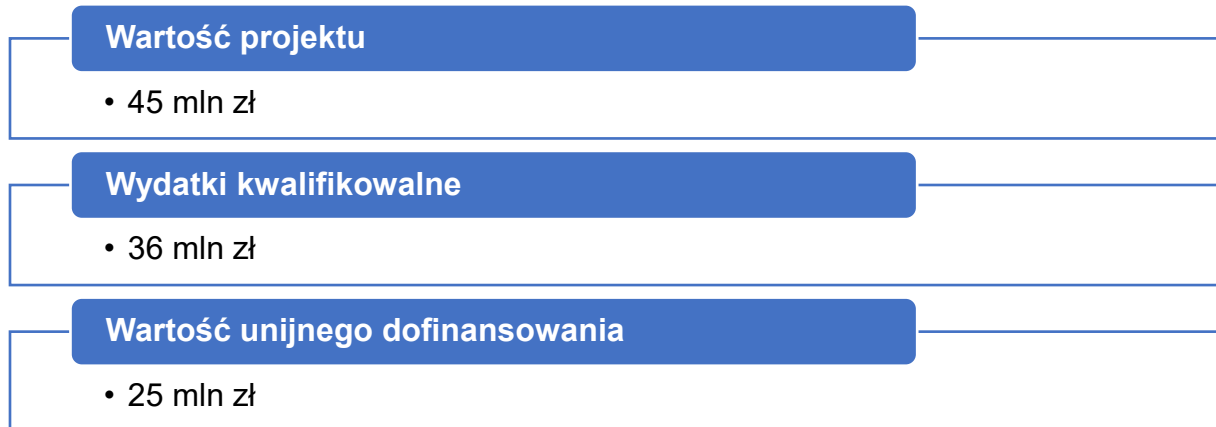 Wartość projektu
• 45 mln zł
Wydatki kwalifikowalne
• 36 mln zł
Wartość unijnego dofinansowania
• 25 mln zł